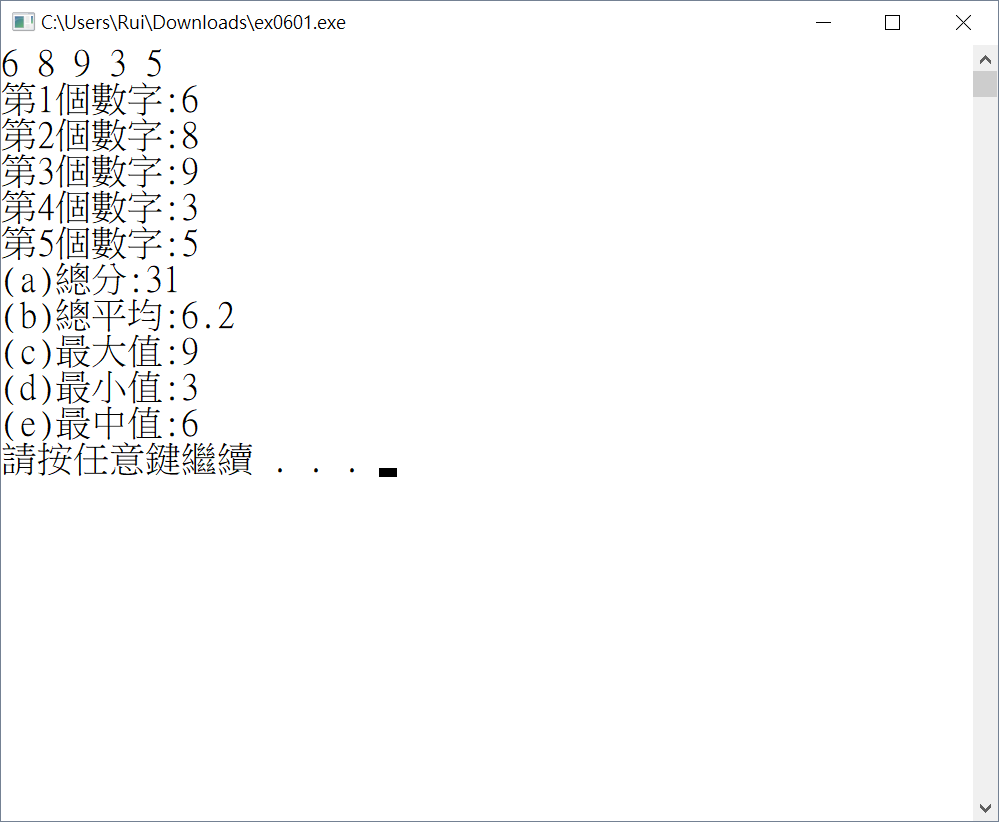 C:\Users\Rui\Downloads\ex0601.exe
6 8 9 3 5
第1個數字:6
第2個數字:8
第3個數字:9
第4個數字:3
第5個數字:5
(a)總分:31
(b)總平均:6.2
(c)最大值:9
(d)最小值:3
(e)最中值:6
請按任意鍵繼續 . . .